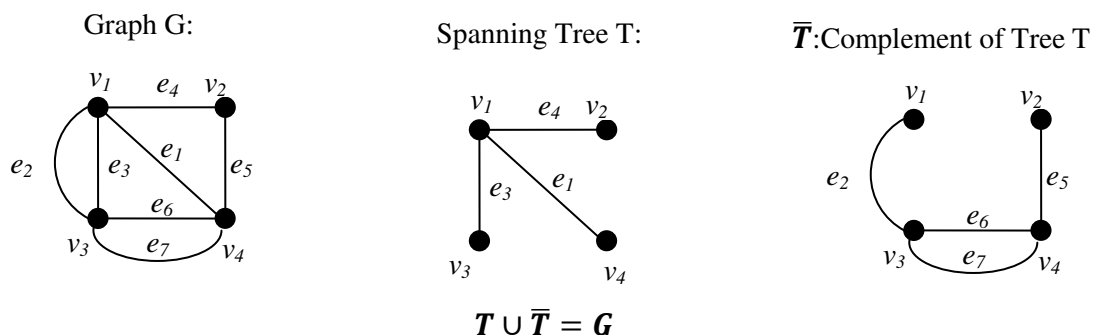 Graph G:
Spanning Tree T:
T̅:Complement of Tree T
v1 e4 v2
e2 e3 e1 e5
e6
v3 e7 v4
v1 e4 v2
e3 e1
v3 v4
v1 v2
e2 e5
e6
v3 e7 v4
T ∪ T̅ = G